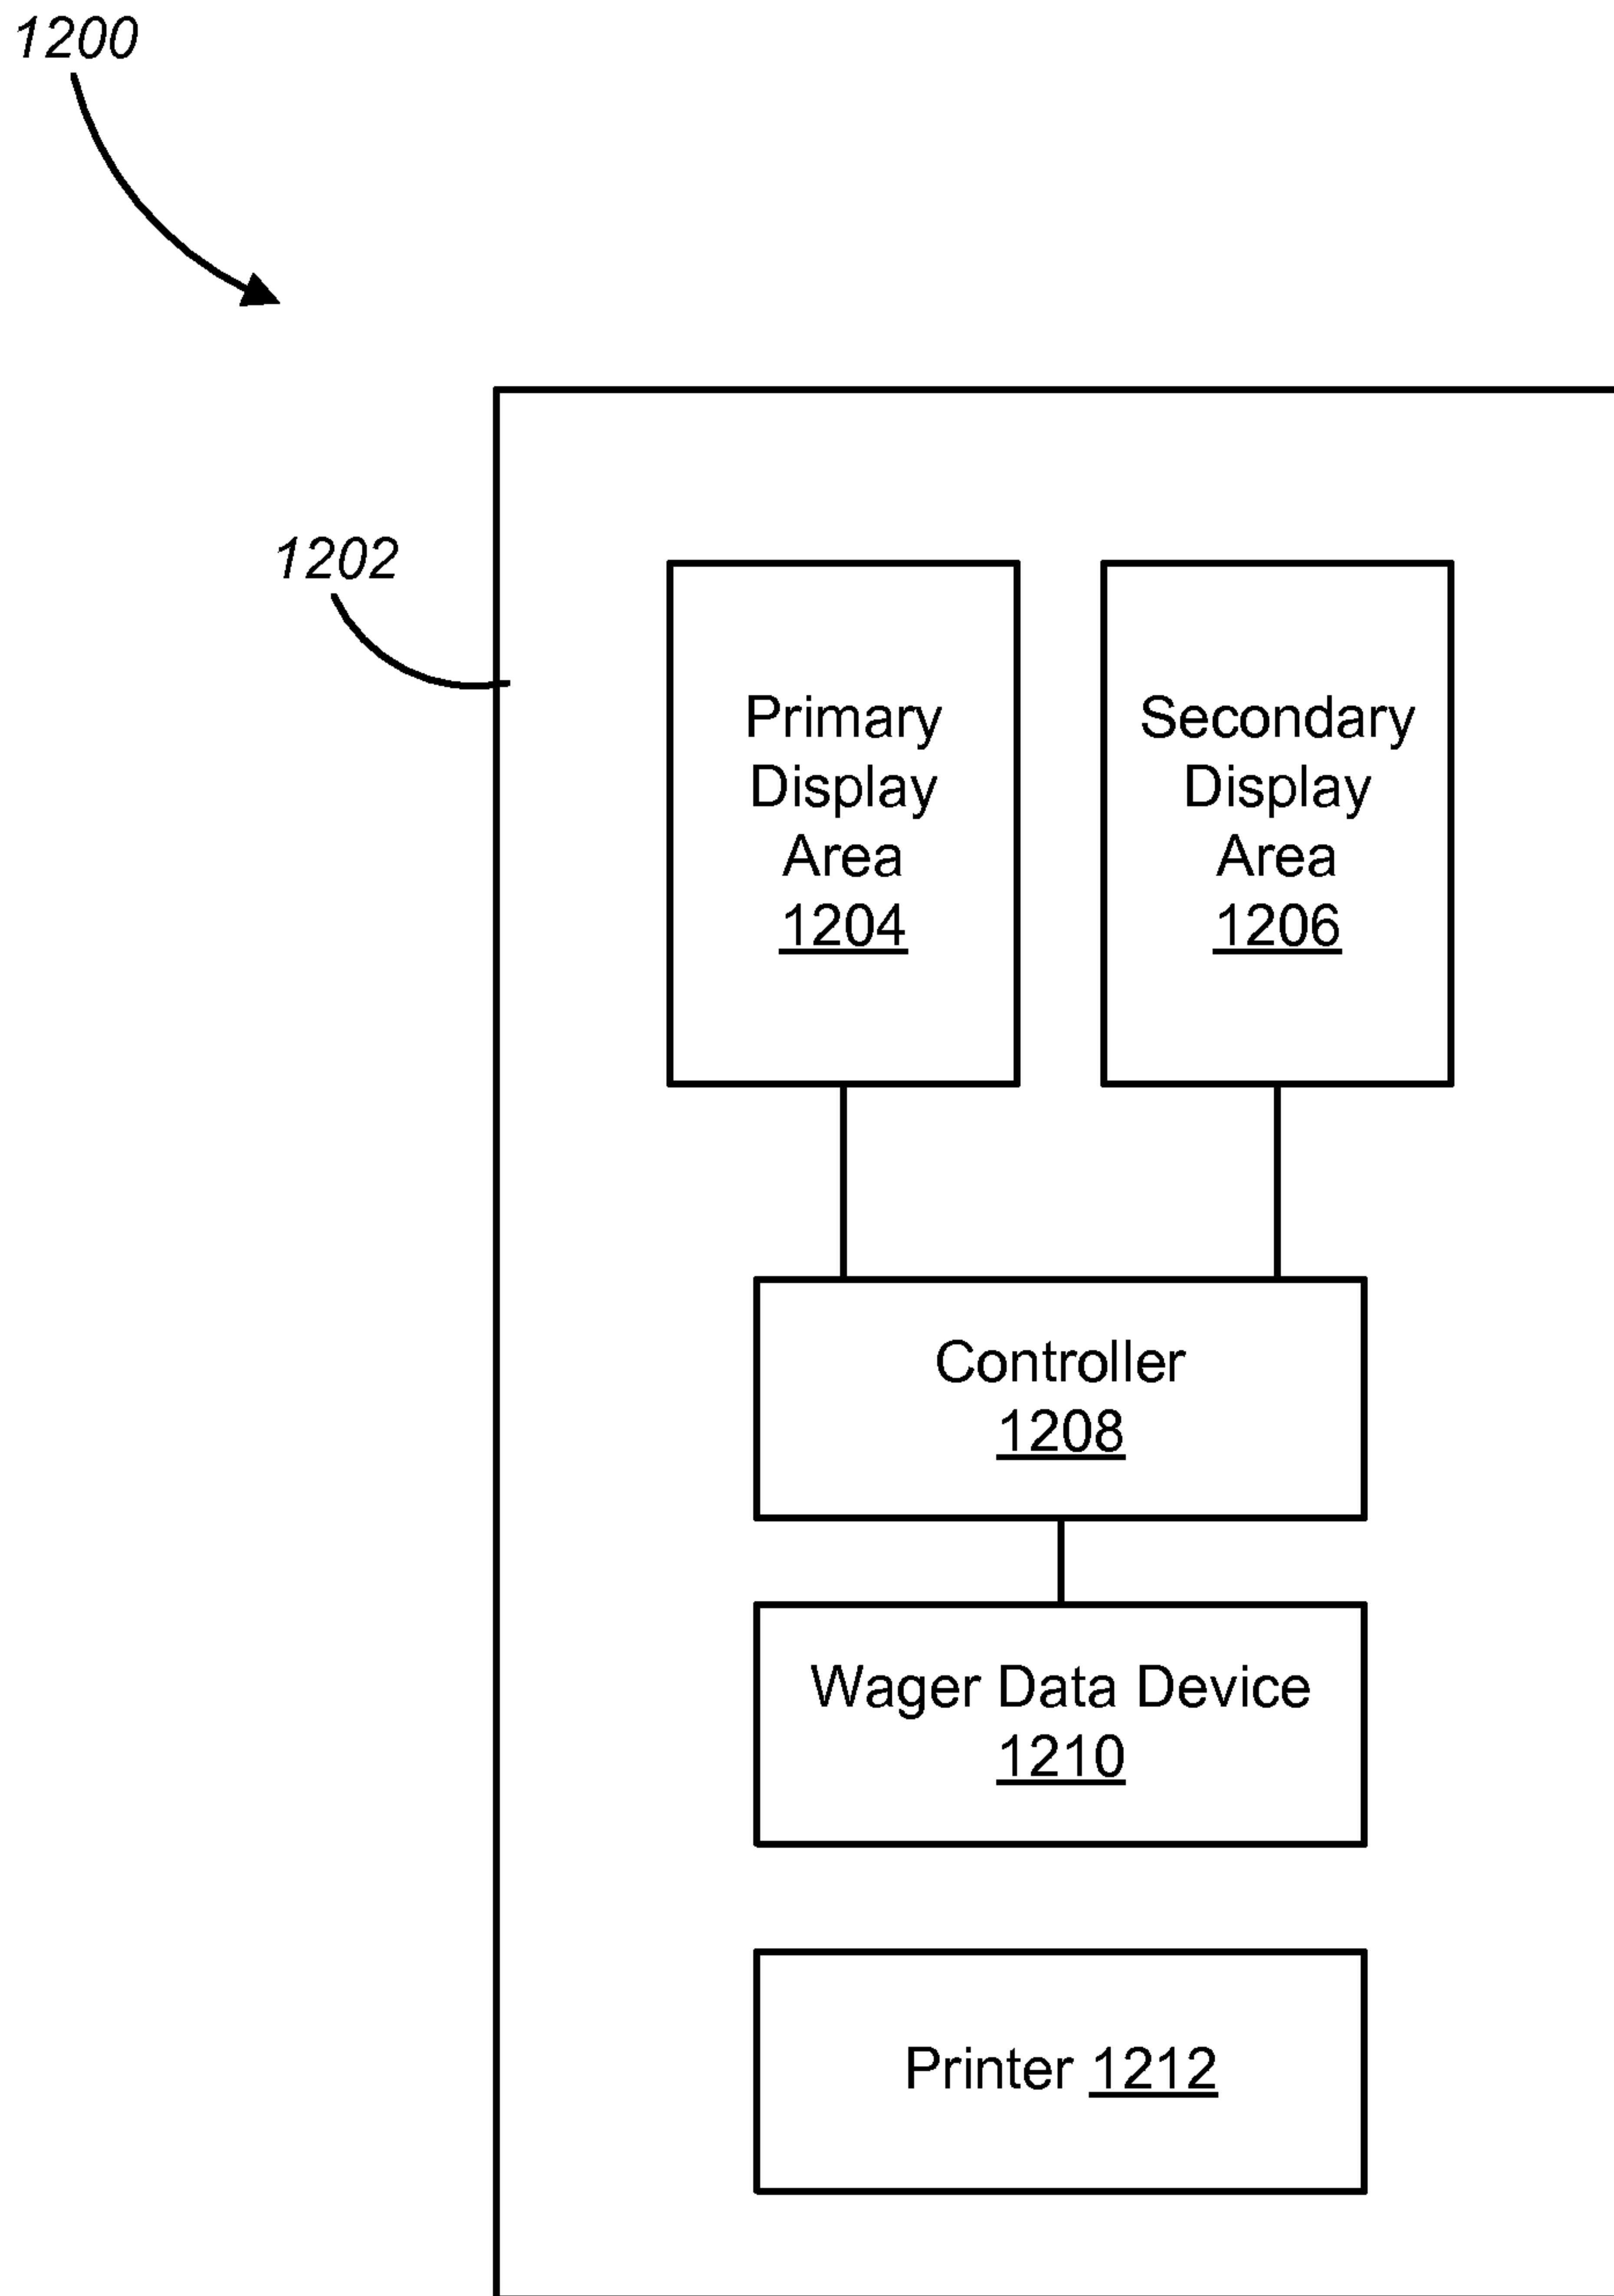 1200
1202
Primary
Display
Area
1204
Secondary
Display
Area
1206
Controller
1208
Wager Data Device
1210
Printer 1212